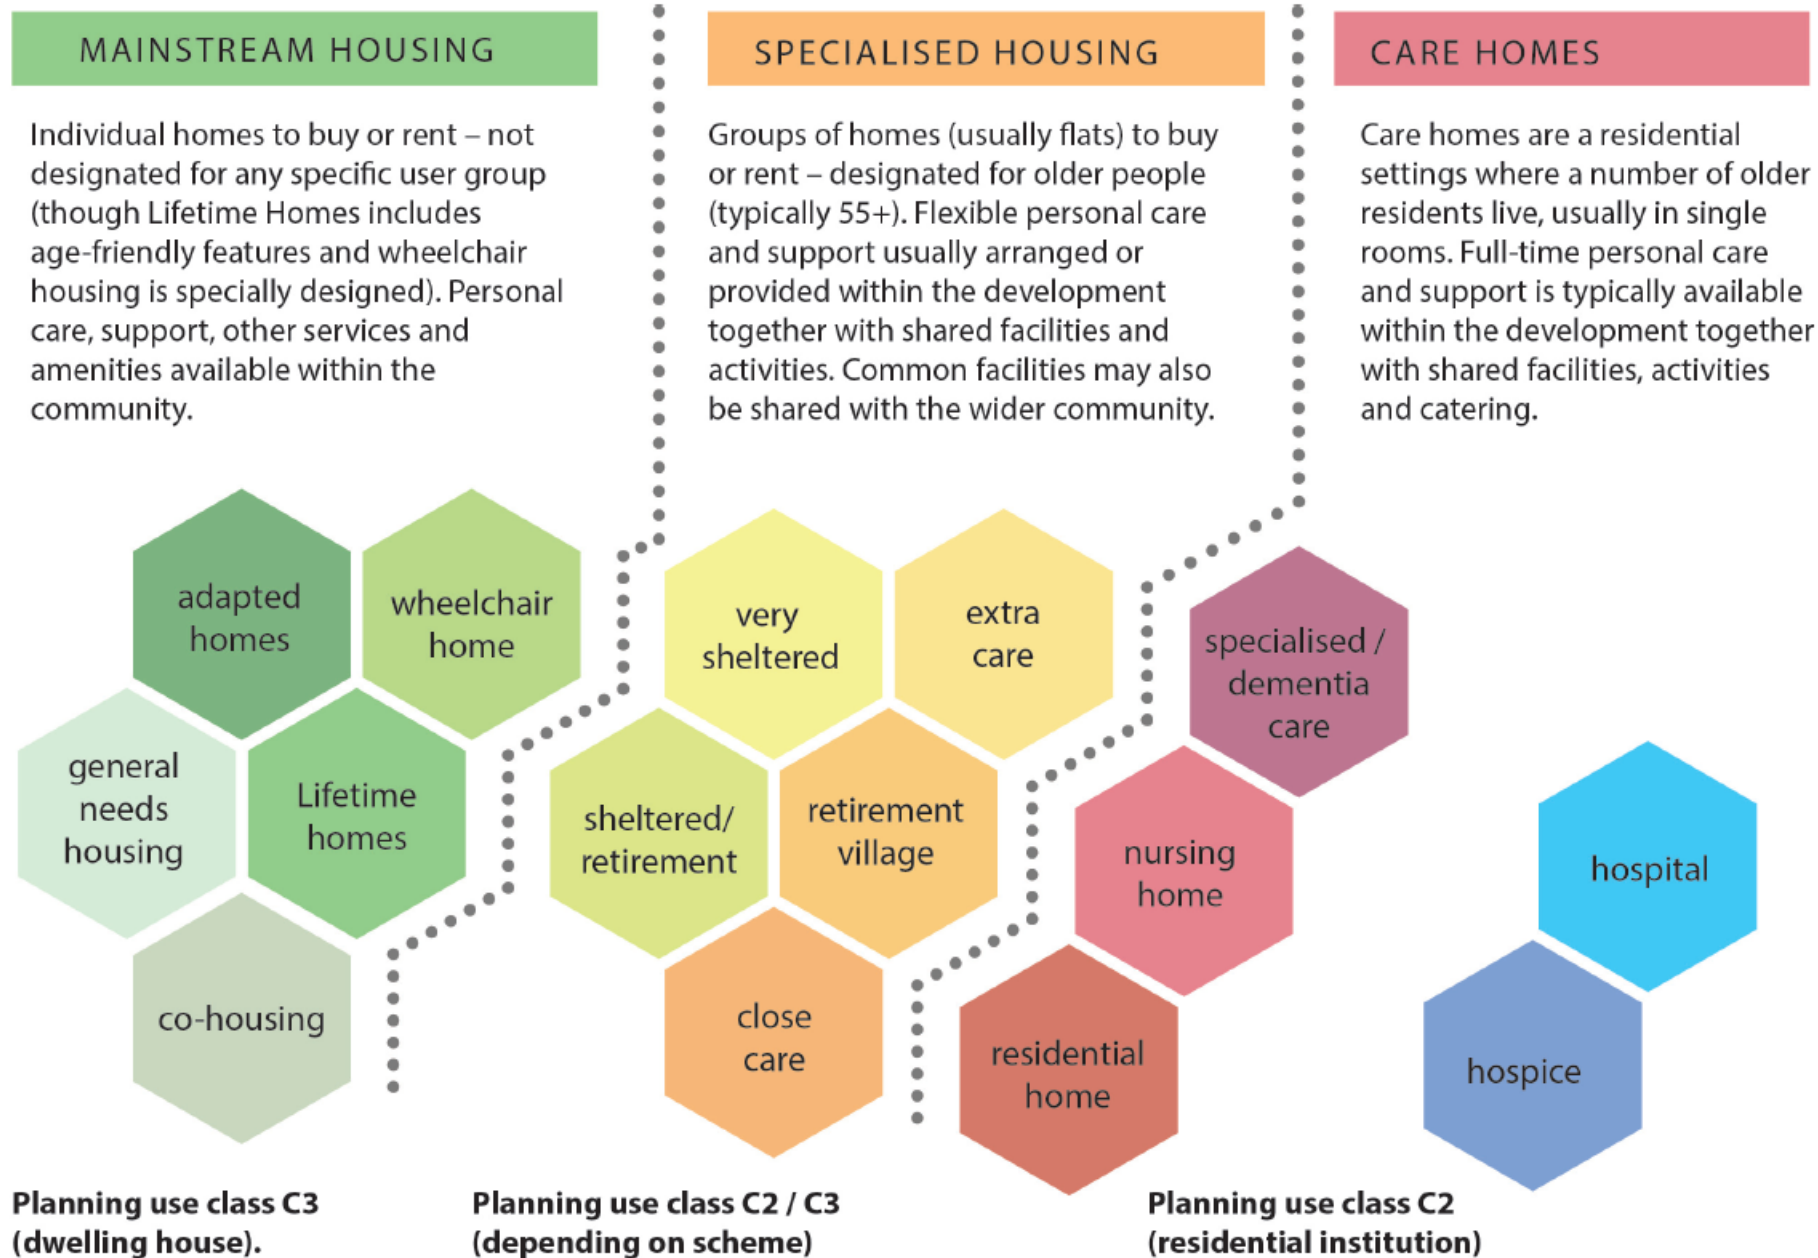 MAINSTREAM HOUSING
Individual homes to buy or rent – not
designated for any specific user group
(though Lifetime Homes includes
age-friendly features and wheelchair
housing is specially designed). Personal
care, support, other services and
amenities available within the
community.
SPECIALISED HOUSING
Groups of homes (usually flats) to buy
or rent – designated for older people
(typically 55+). Flexible personal care
and support usually arranged or
provided within the development
together with shared facilities and
activities. Common facilities may also
be shared with the wider community.
CARE HOMES
Care homes are a residential
settings where a number of older
residents live, usually in single
rooms. Full-time personal care
and support is typically available
within the development together
with shared facilities, activities
and catering.
adapted
homes
wheelchair
home
general
needs
housing
Lifetime
homes
co-housing
very
sheltered
extra
care
sheltered/
retirement
retirement
village
close
care
specialised /
dementia
care
nursing
home
residential
home
hospital
hospice
Planning use class C3
(dwelling house).
Planning use class C2 / C3
(depending on scheme)
Planning use class C2
(residential institution)